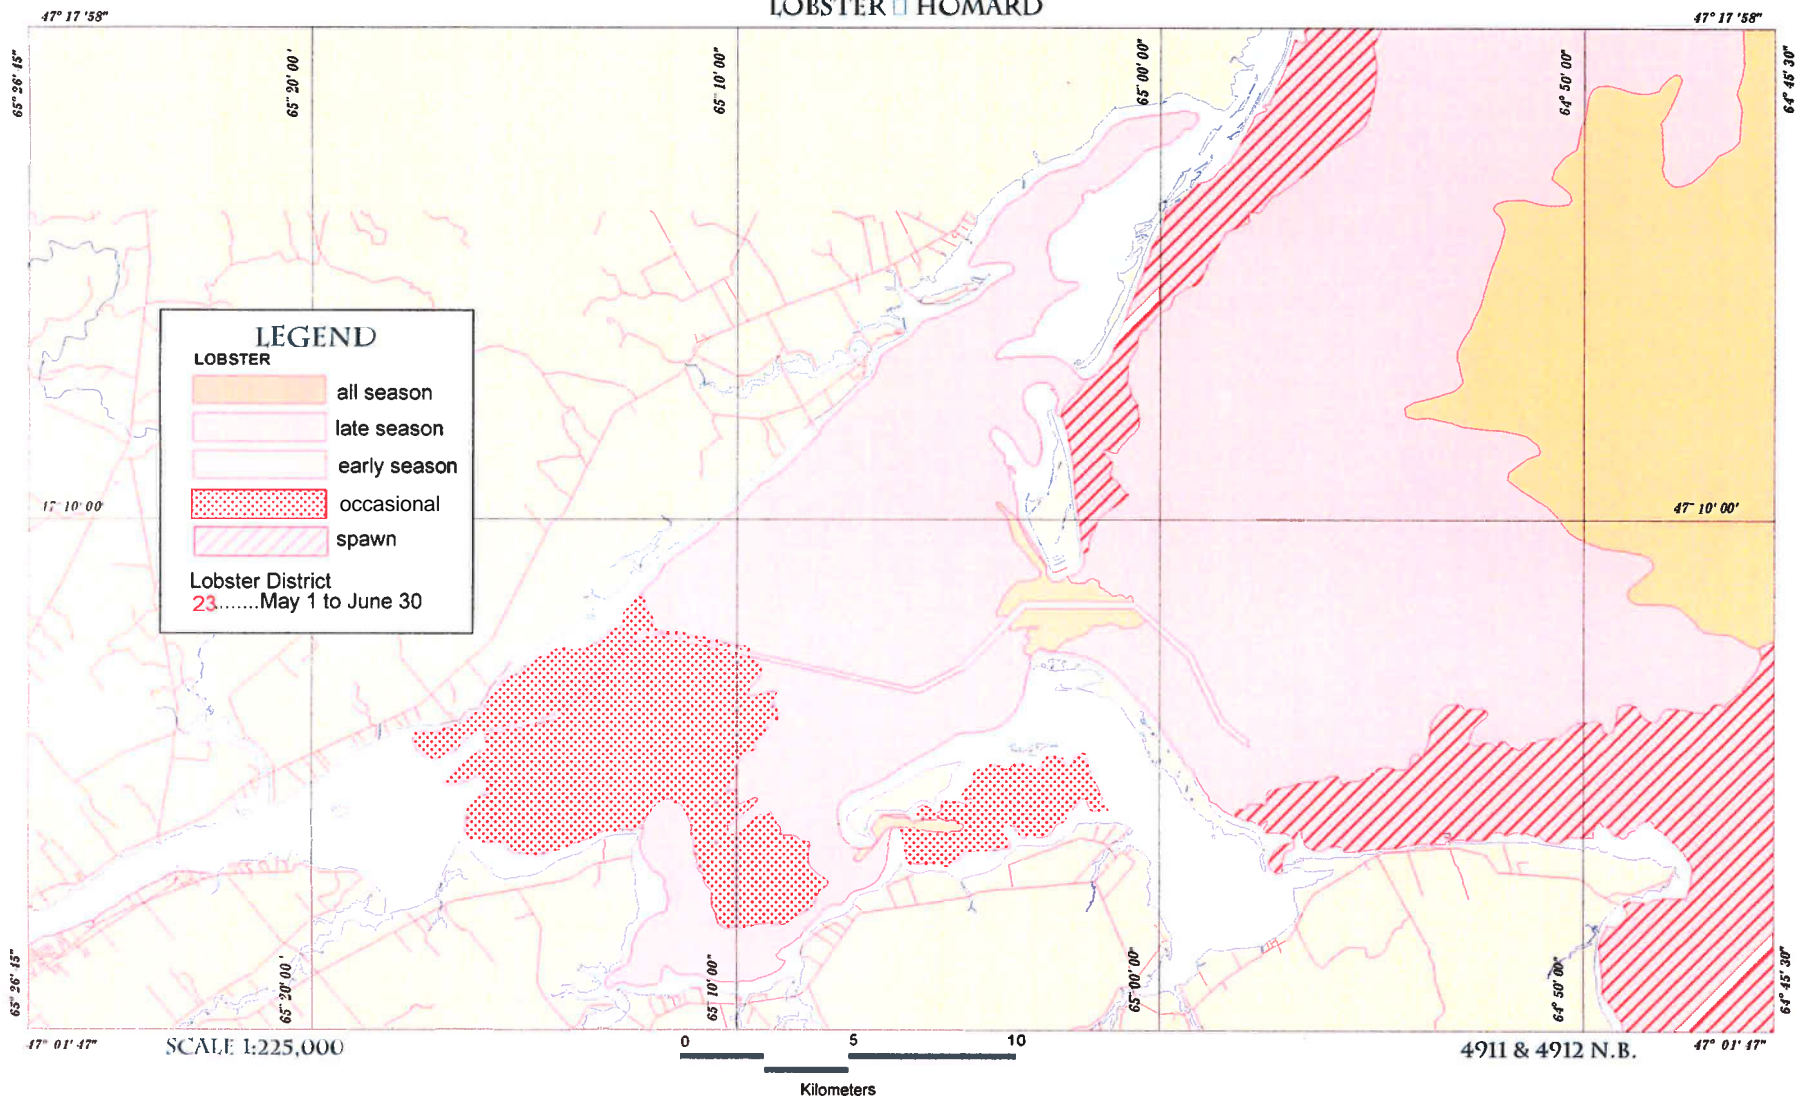 LOBSTER HOMARD
47° 17 '58"
47° 17 '58"
65° 26' 45"
65° 20' 00'
65° 10' 00"
65° 00' 00"
64° 50' 00"
64° 45' 30"
LEGEND
LOBSTER
all season
late season
early season
occasional
spawn
Lobster District
23.......May 1 to June 30
17° 10' 00'
47° 10' 00'
65° 26' 45"
65° 20' 00'
65° 10' 00"
65° 00' 00"
64° 50' 00"
64° 45' 30"
47° 01' 47"
SCALE 1:225,000
0 5 10
Kilometers
4911 & 4912 N.B.
47° 01' 47"